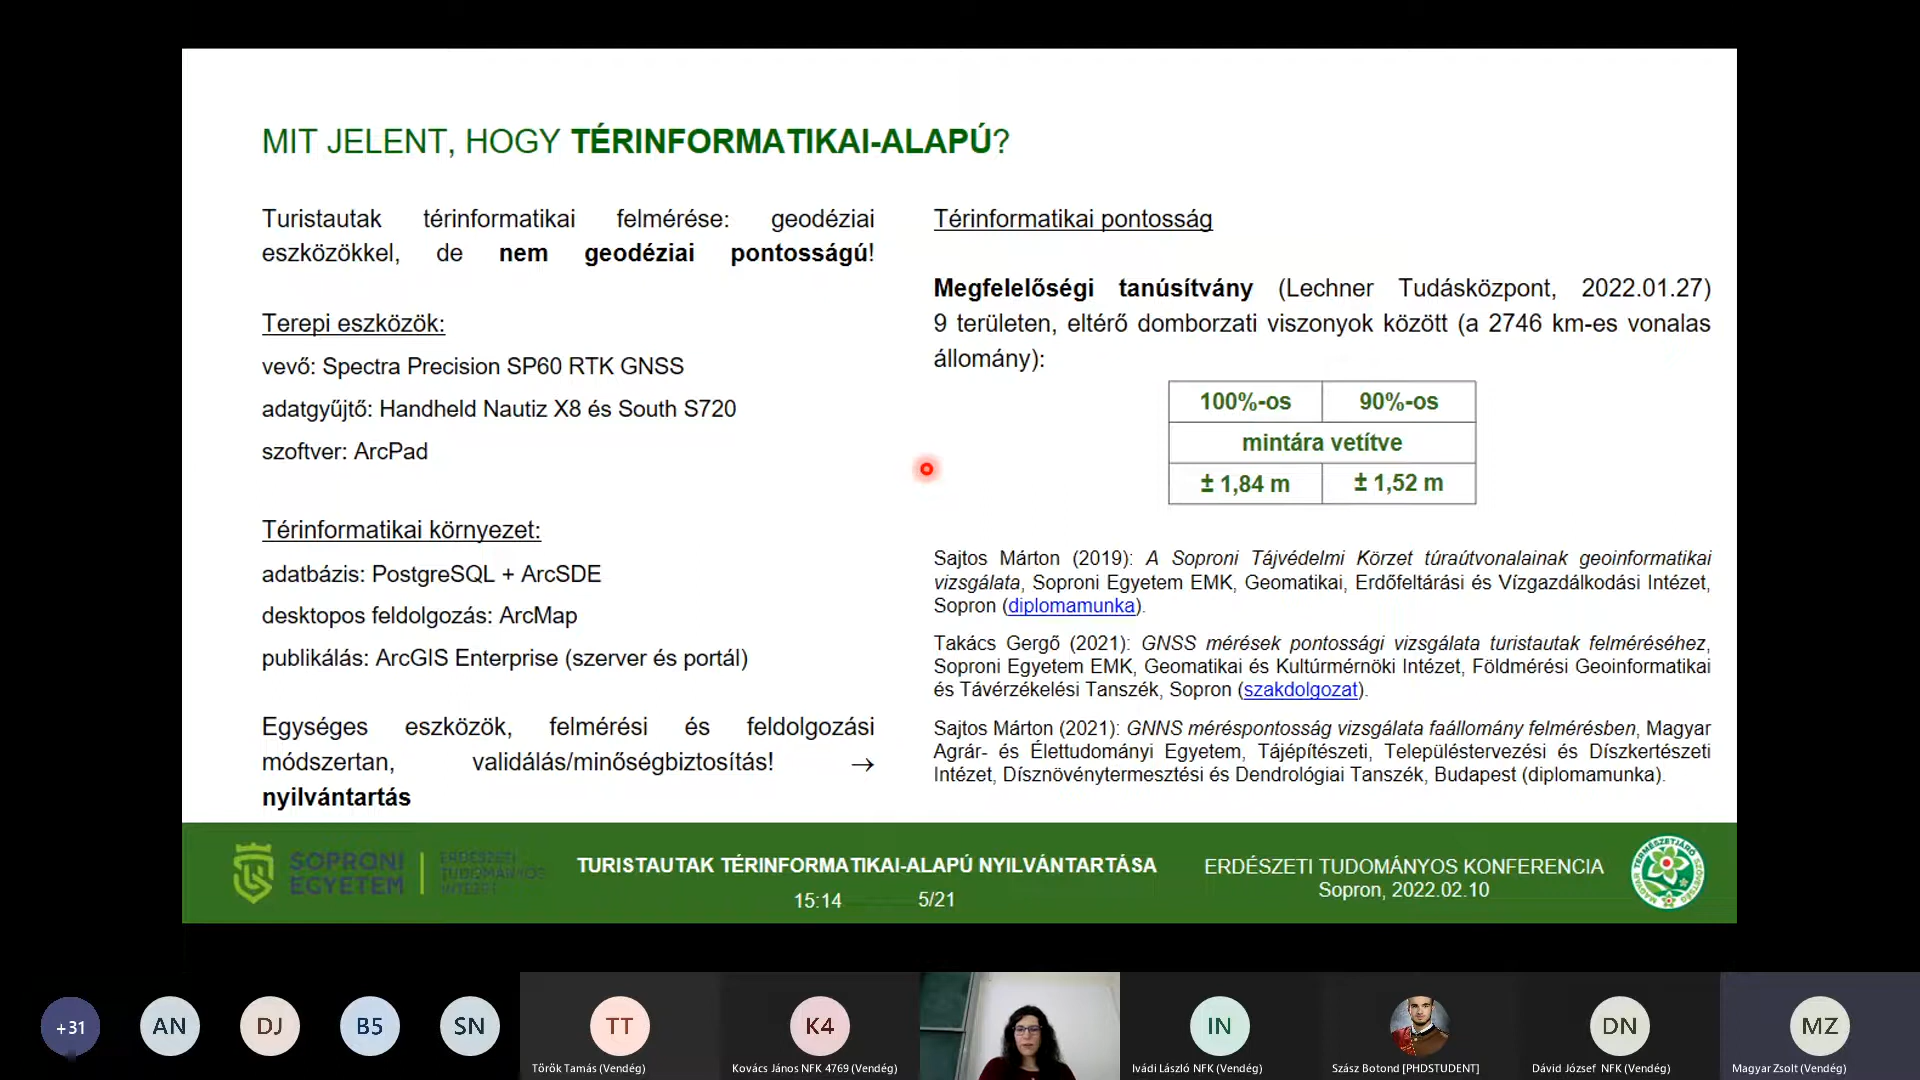 MIT JELENT, HOGY TÉRINFORMATIKAI-ALAPÚ?
Turistautak térinformatikai felmérése: geodéziai
eszközökkel, de nem geodéziai pontosságú!
Terepi eszközök:
vevő: Spectra Precision SP60 RTK GNSS
adatgyűjtő: Handheld Nautiz X8 és South S720
szoftver: ArcPad
Térinformatikai környezet:
adatbázis: PostgreSQL + ArcSDE
desktopos feldolgozás: ArcMap
publikálás: ArcGIS Enterprise (szerver és portál)
Egységes eszközök, felmérési és feldolgozási
módszertan, validálás/minőségbiztosítás! →
nyilvántartás
Térinformatikai pontosság
Megfelelőségi tanúsítvány (Lechner Tudásközpont, 2022.01.27)
9 területen, eltérő domborzati viszonyok között (a 2746 km-es vonalas
állomány):
100%-os 90%-os
mintára vetítve
± 1,84 m ± 1,52 m
Sajtos Márton (2019): A Soproni Tájvédelmi Körzet túraútvonalainak geoinformatikai
vizsgálata, Soproni Egyetem EMK, Geomatikai, Erdőfeltárási és Vízgazdálkodási Intézet,
Sopron (diplomamunka).
Takács Gergő (2021): GNSS mérések pontossági vizsgálata turistautak felméréséhez,
Soproni Egyetem EMK, Geomatikai és Kultúrmérnöki Intézet, Földmérési Geoinformatikai
és Távérzékelési Tanszék, Sopron (szakdolgozat).
Sajtos Márton (2021): GNNS méréspontosság vizsgálata faállomány felmérésben, Magyar
Agrár- és Élettudományi Egyetem, Tájépítészeti, Településtervezési és Díszkertészeti
Intézet, Dísznövénytermesztési és Dendrológiai Tanszék, Budapest (diplomamunka).
SOPRONI
EGYETEM
ERDÉSZETI
TUDOMÁNYOS
INTÉZET
TURISTAUTAK TÉRINFORMATIKAI-ALAPÚ NYILVÁNTARTÁSA
15:14 5/21
ERDÉSZETI TUDOMÁNYOS KONFERENCIA
Sopron, 2022.02.10
MAGYAR TERMÉSZETJÁRÓ SZÖVETSÉG
+31 AN DJ B5 SN TT K4 IN DN MZ
Török Tamás (Vendég) Kovács János NFK 4769 (Vendég) Ivádi László NFK (Vendég) Szász Botond [PHDSTUDENT] Dávid József NFK (Vendég) Magyar Zsolt (Vendég)